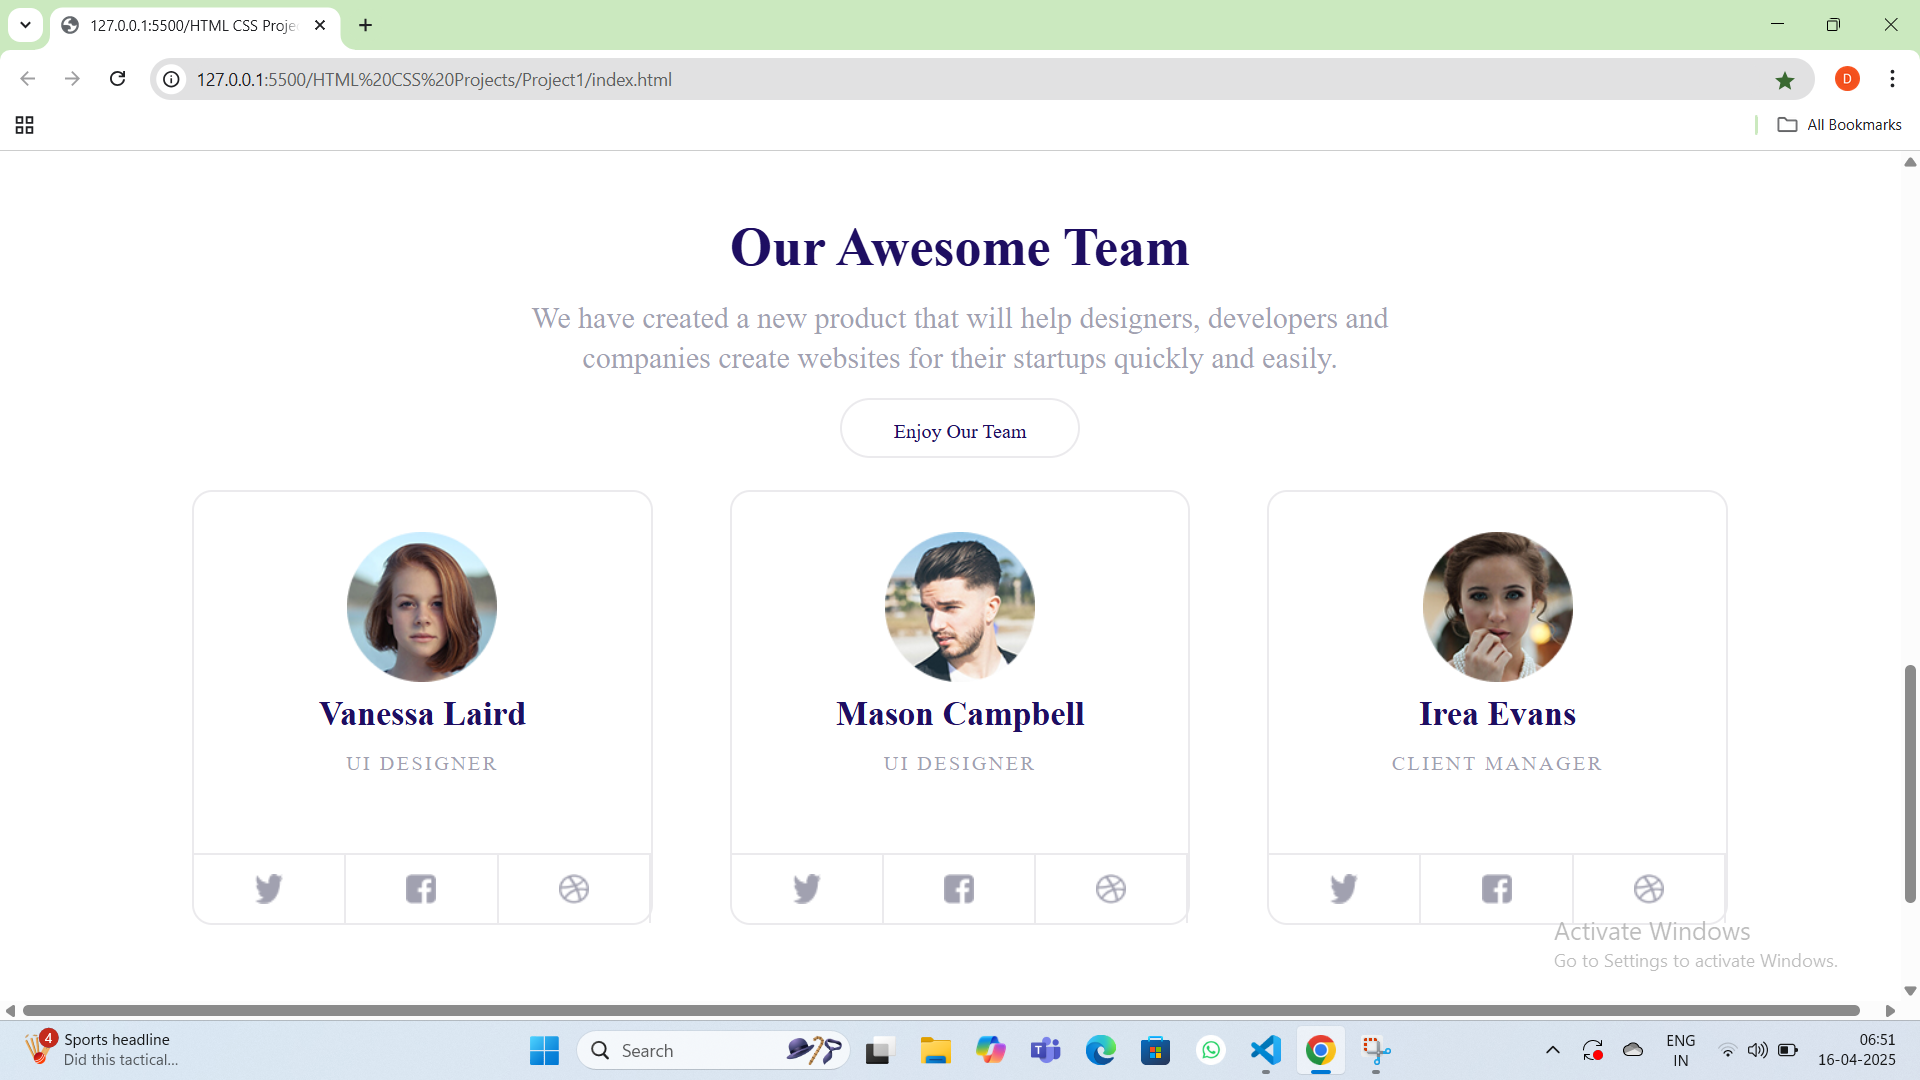 127.0.0.1:5500/HTML CSS Proje
127.0.0.1:5500/HTML%20CSS%20Projects/Project1/index.html
D
All Bookmarks
Our Awesome Team
We have created a new product that will help designers, developers and
companies create websites for their startups quickly and easily.
Enjoy Our Team
Vanessa Laird
UI DESIGNER
Mason Campbell
UI DESIGNER
Irea Evans
CLIENT MANAGER
Activate Windows
Go to Settings to activate Windows.
4
Sports headline
Did this tactical...
Search
ENG
IN
06:51
16-04-2025